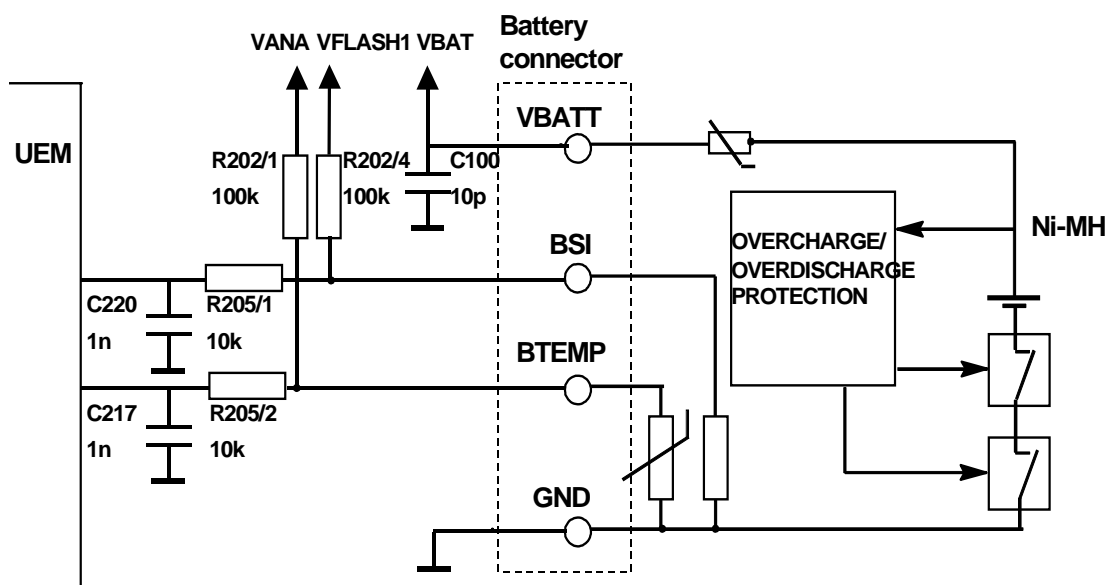 Battery
connector
VANA VFLASH1 VBAT
VBATT
UEM
R202/1
100k
R202/4
100k
C100
10p
BSI
OVERCHARGE/
OVERDISCHARGE
PROTECTION
Ni-MH
C220
1n
R205/1
10k
BTEMP
C217
1n
R205/2
10k
GND